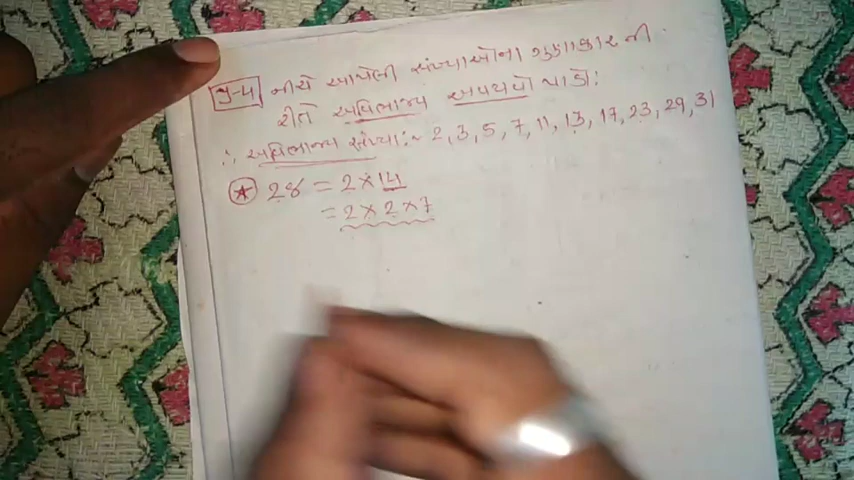 પ્ર-૫ નીચે આપેલી સંખ્યાઓના ગુણાકારની
રીતે અવિભાજ્ય અવયવો પાડો:
∴ અવિભાજ્ય સંખ્યા:~ 2, 3, 5, 7, 11, 13, 17, 23, 29, 31
★ 28 = 2×14
= 2×2×7